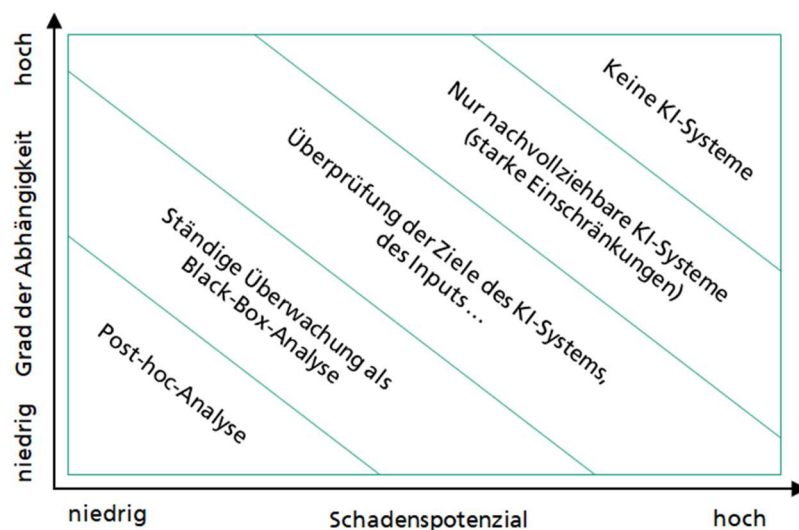 hoch
Grad der Abhängigkeit
niedrig
Keine KI-Systeme
Nur nachvollziehbare KI-Systeme
(starke Einschränkungen)
Überprüfung der Ziele des KI-Systems,
des Inputs...
Ständige Überwachung als
Black-Box-Analyse
Post-hoc-Analyse
niedrig
Schadenspotenzial
hoch